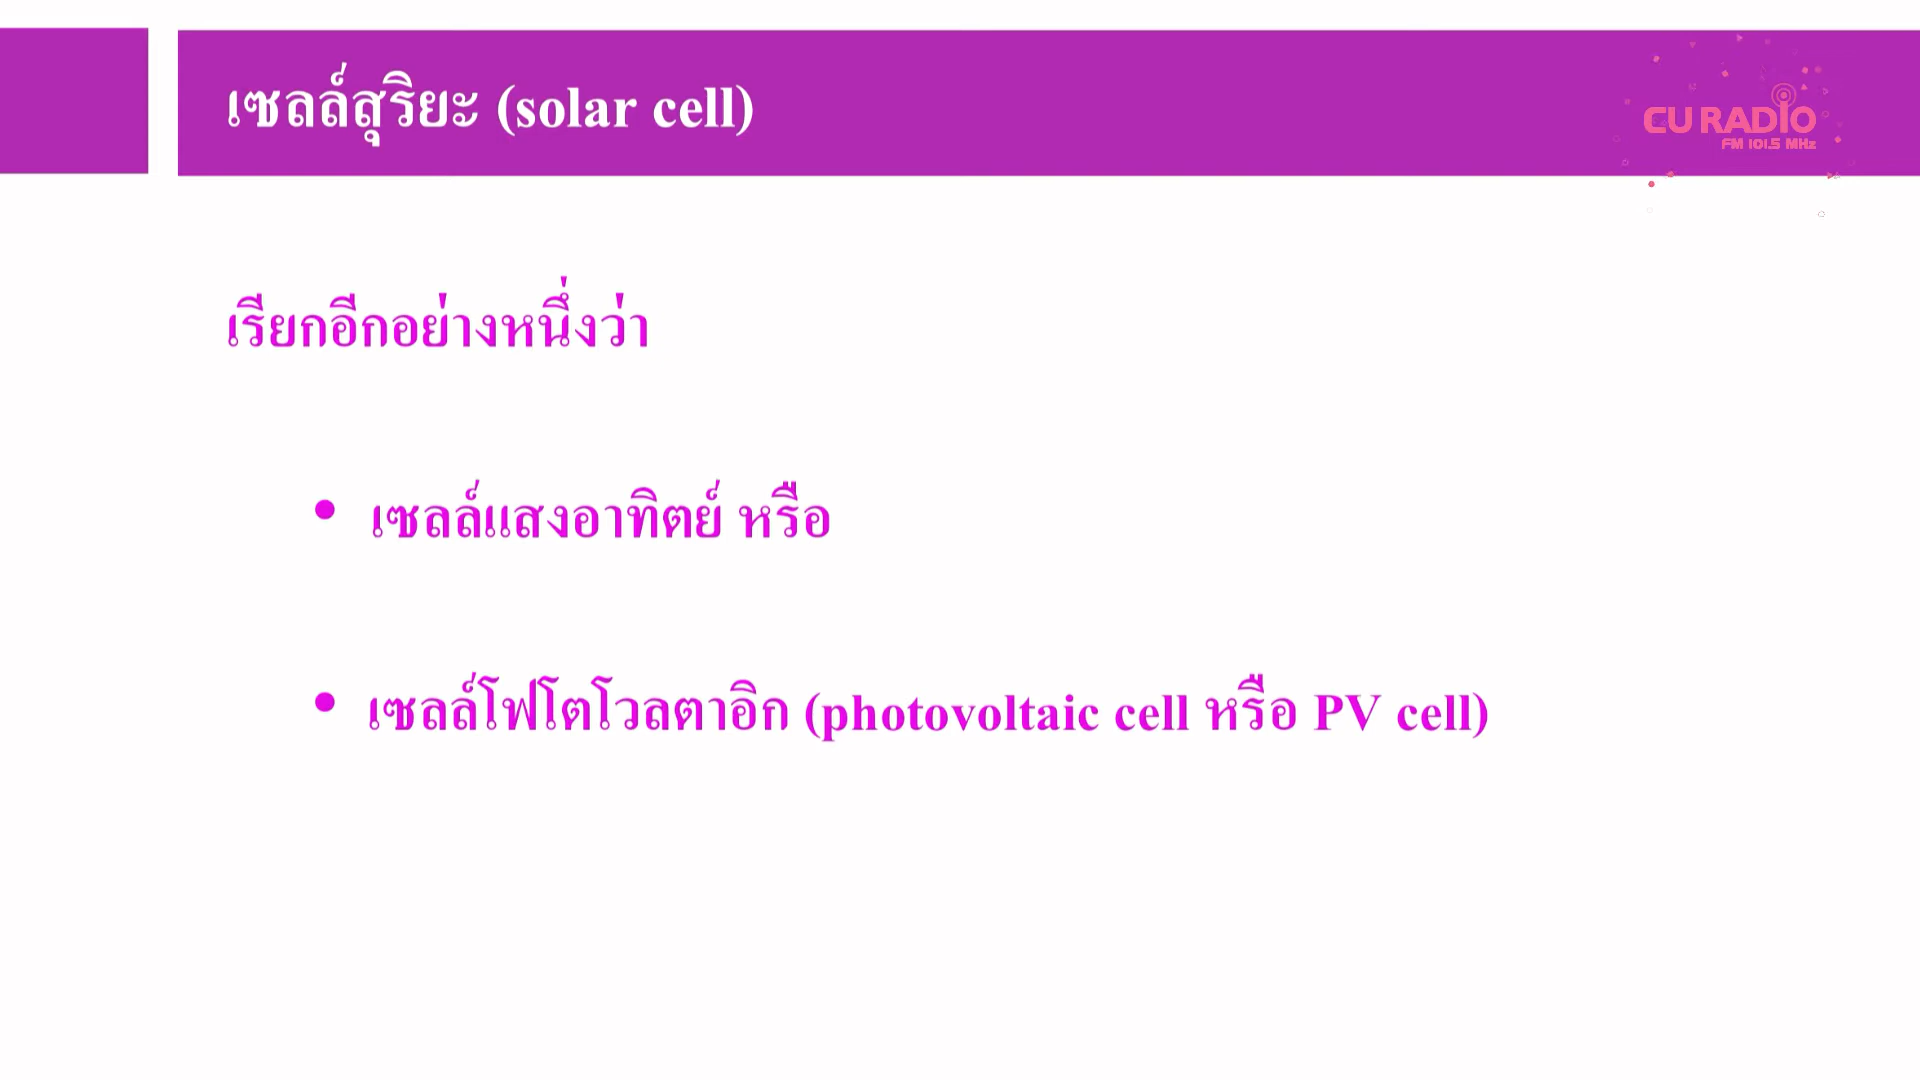 เซลล์สุริยะ (solar cell)
CU RADIO
FM 101.5 MHz
เรียกอีกอย่างหนึ่งว่า
• เซลล์แสงอาทิตย์ หรือ
• เซลล์โฟโตโวลตาอิก (photovoltaic cell หรือ PV cell)